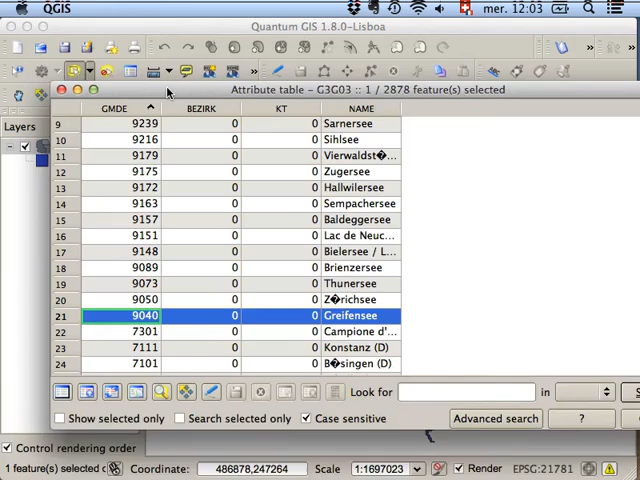 QGIS mer. 12:03
Quantum GIS 1.8.0-Lisboa
Attribute table - G3G03 :: 1 / 2878 feature(s) selected
GMDE BEZIRK KT NAME
Layers
9 9239 0 0 Sarnersee
10 9216 0 0 Sihlsee
11 9179 0 0 Vierwaldst�...
12 9175 0 0 Zugersee
13 9172 0 0 Hallwilersee
14 9163 0 0 Sempachersee
15 9157 0 0 Baldeggersee
16 9151 0 0 Lac de Neuc...
17 9148 0 0 Bielersee / L...
18 9089 0 0 Brienzersee
19 9073 0 0 Thunersee
20 9050 0 0 Z�richsee
21 9040 0 0 Greifensee
22 7301 0 0 Campione d'...
23 7111 0 0 Konstanz (D)
24 7101 0 0 B�singen (D)
Look for in
Show selected only Search selected only Case sensitive Advanced search ?
Control rendering order
1 feature(s) selected Coordinate: 486878,247264 Scale 1:1697023 Render EPSG:21781